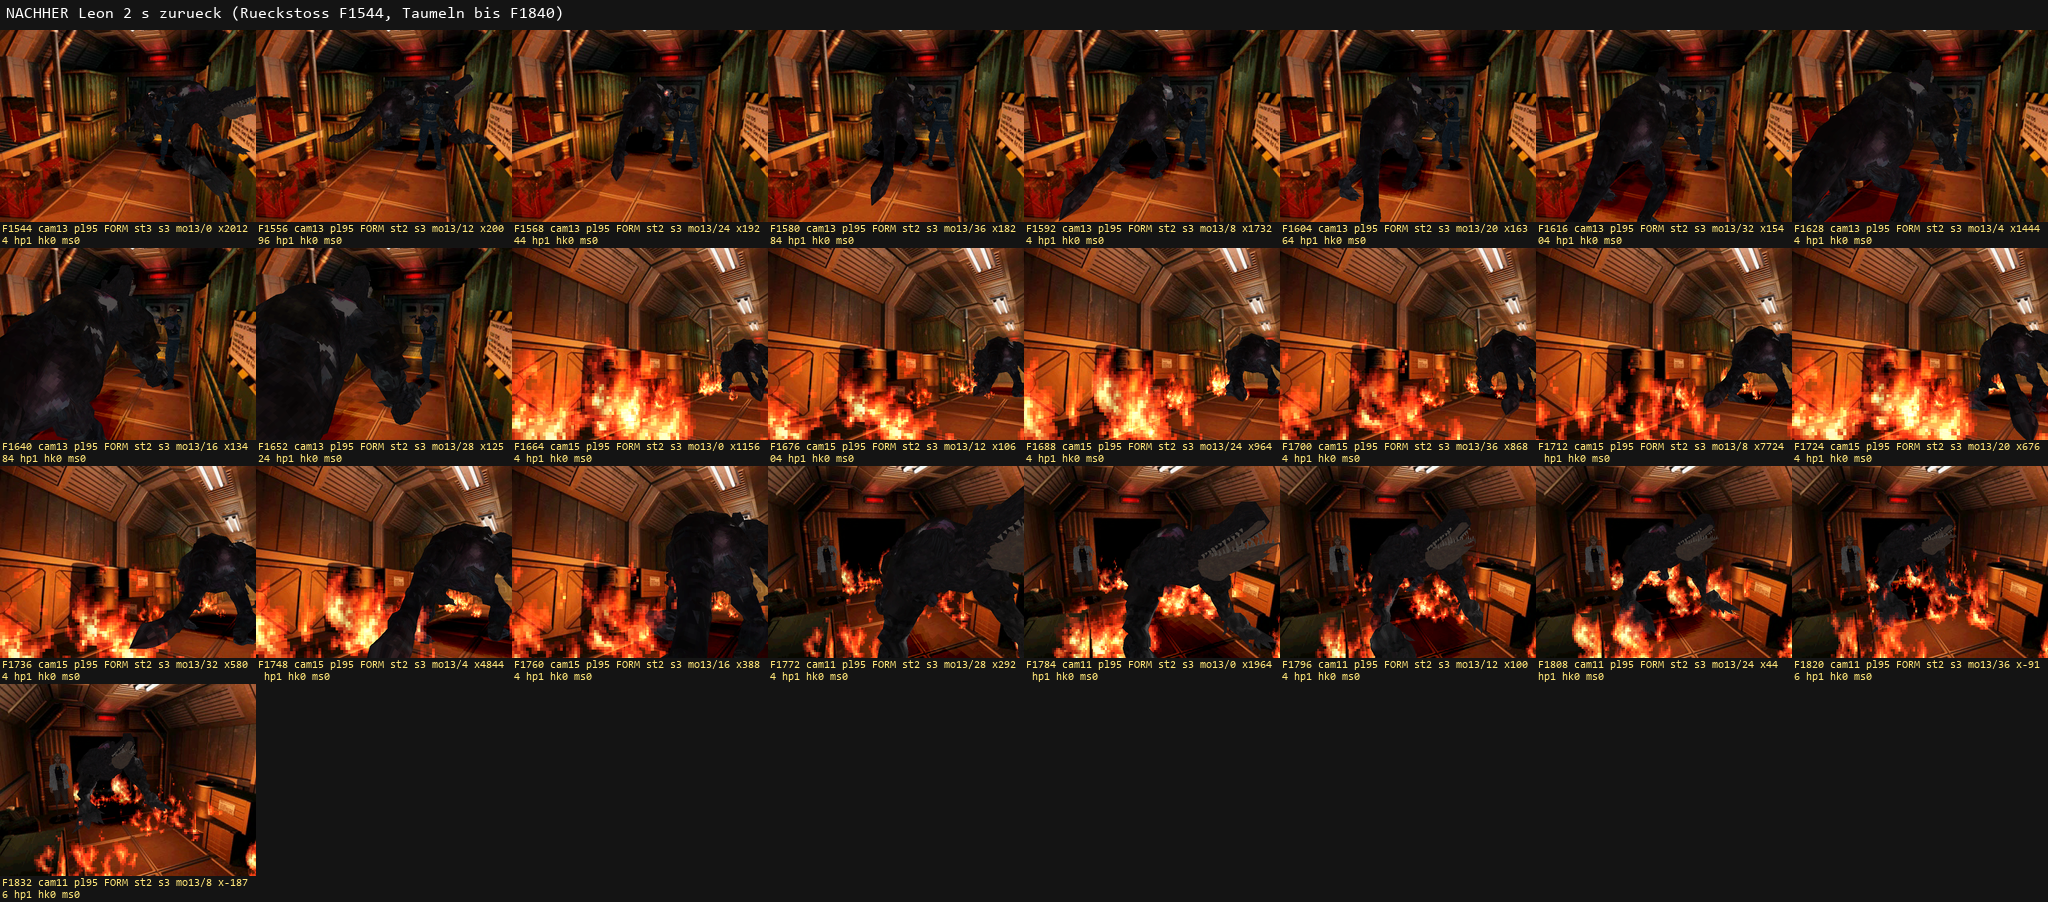 NACHHER Leon 2 s zurueck (Rueckstoss F1544, Taumeln bis F1840)
F1544 cam13 pl95 FORM st3 s3 mo13/0 x2012
4 hp1 hk0 ms0
F1556 cam13 pl95 FORM st2 s3 mo13/12 x200
96 hp1 hk0 ms0
F1568 cam13 pl95 FORM st2 s3 mo13/24 x192
44 hp1 hk0 ms0
F1580 cam13 pl95 FORM st2 s3 mo13/36 x182
84 hp1 hk0 ms0
F1592 cam13 pl95 FORM st2 s3 mo13/8 x1732
4 hp1 hk0 ms0
F1604 cam13 pl95 FORM st2 s3 mo13/20 x163
64 hp1 hk0 ms0
F1616 cam13 pl95 FORM st2 s3 mo13/32 x154
04 hp1 hk0 ms0
F1628 cam13 pl95 FORM st2 s3 mo13/4 x1444
4 hp1 hk0 ms0
F1640 cam13 pl95 FORM st2 s3 mo13/16 x134
84 hp1 hk0 ms0
F1652 cam13 pl95 FORM st2 s3 mo13/28 x125
24 hp1 hk0 ms0
F1664 cam15 pl95 FORM st2 s3 mo13/0 x1156
4 hp1 hk0 ms0
F1676 cam15 pl95 FORM st2 s3 mo13/12 x106
04 hp1 hk0 ms0
F1688 cam15 pl95 FORM st2 s3 mo13/24 x964
4 hp1 hk0 ms0
F1700 cam15 pl95 FORM st2 s3 mo13/36 x868
4 hp1 hk0 ms0
F1712 cam15 pl95 FORM st2 s3 mo13/8 x7724
hp1 hk0 ms0
F1724 cam15 pl95 FORM st2 s3 mo13/20 x676
4 hp1 hk0 ms0
F1736 cam15 pl95 FORM st2 s3 mo13/32 x580
4 hp1 hk0 ms0
F1748 cam15 pl95 FORM st2 s3 mo13/4 x4844
hp1 hk0 ms0
F1760 cam15 pl95 FORM st2 s3 mo13/16 x388
4 hp1 hk0 ms0
F1772 cam11 pl95 FORM st2 s3 mo13/28 x292
4 hp1 hk0 ms0
F1784 cam11 pl95 FORM st2 s3 mo13/0 x1964
hp1 hk0 ms0
F1796 cam11 pl95 FORM st2 s3 mo13/12 x100
4 hp1 hk0 ms0
F1808 cam11 pl95 FORM st2 s3 mo13/24 x44
hp1 hk0 ms0
F1820 cam11 pl95 FORM st2 s3 mo13/36 x-91
6 hp1 hk0 ms0
F1832 cam11 pl95 FORM st2 s3 mo13/8 x-187
6 hp1 hk0 ms0